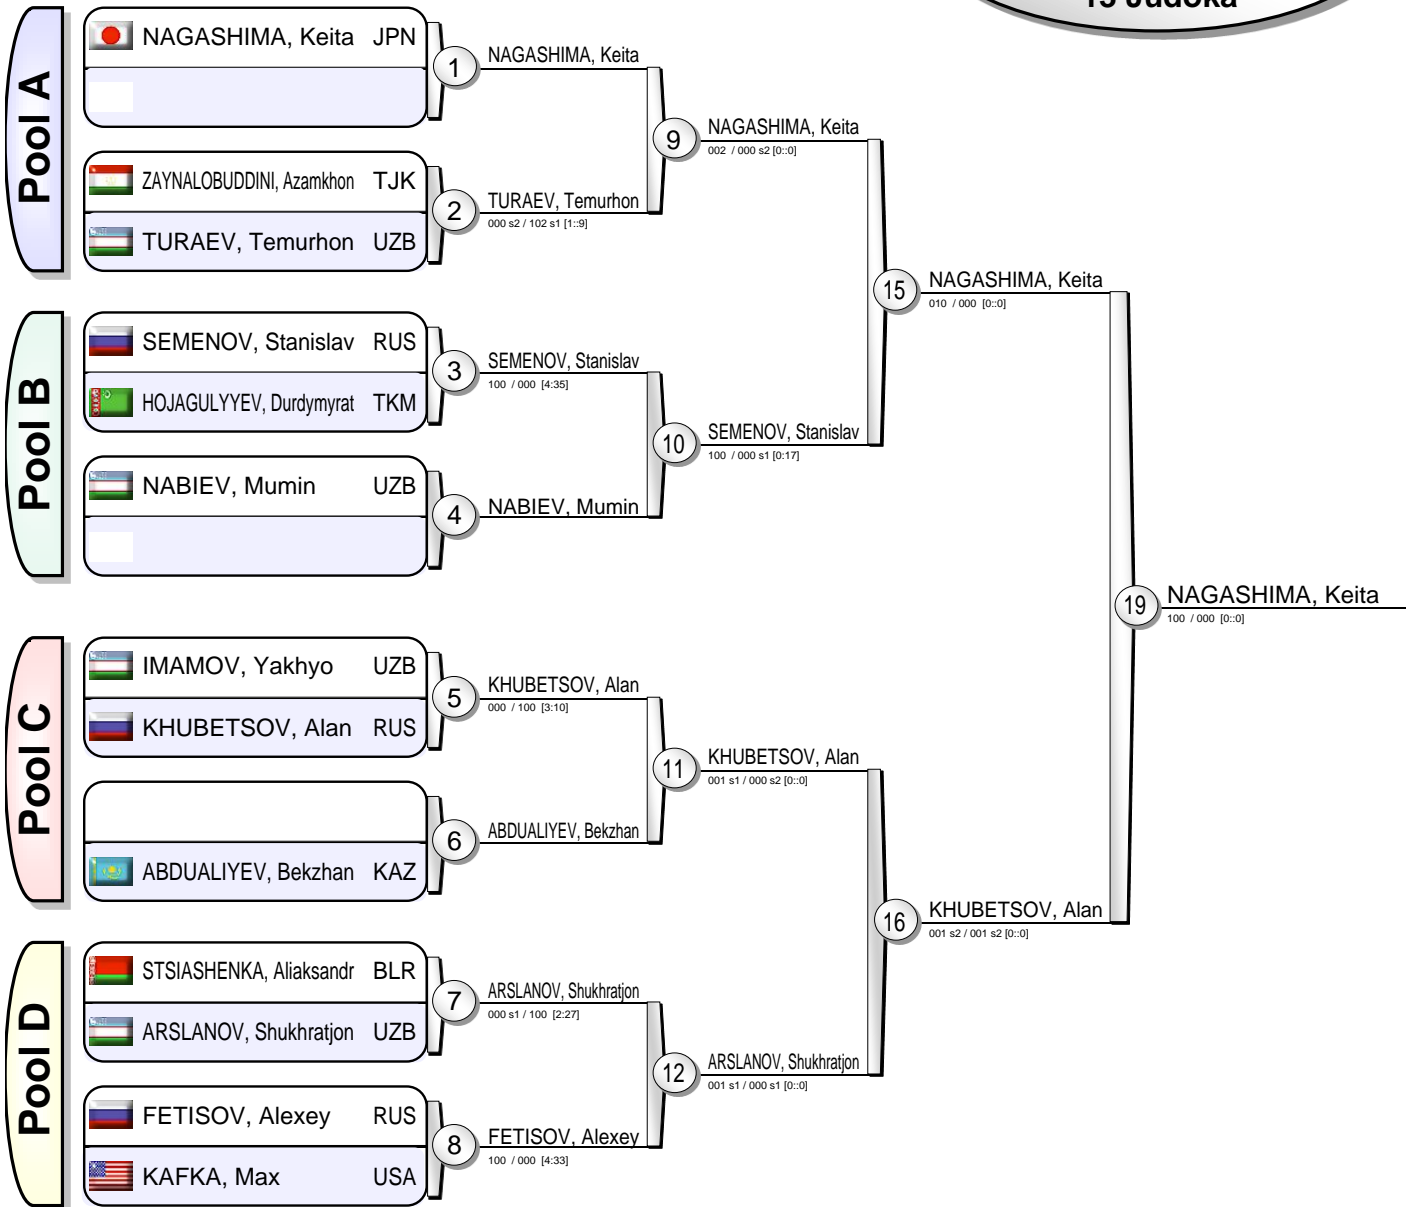 13 Judoka
Pool A
NAGASHIMA, Keita JPN
1
NAGASHIMA, Keita
ZAYNALOBUDDINI, Azamkhon TJK
TURAEV, Temurhon UZB
2
TURAEV, Temurhon
000 s2 / 102 s1 [1::9]
9
NAGASHIMA, Keita
002 / 000 s2 [0::0]
Pool B
SEMENOV, Stanislav RUS
HOJAGULYYEV, Durdymyrat TKM
3
SEMENOV, Stanislav
100 / 000 [4:35]
NABIEV, Mumin UZB
4
NABIEV, Mumin
10
SEMENOV, Stanislav
100 / 000 s1 [0:17]
15
NAGASHIMA, Keita
010 / 000 [0::0]
Pool C
IMAMOV, Yakhyo UZB
KHUBETSOV, Alan RUS
5
KHUBETSOV, Alan
000 / 100 [3:10]
ABDUALIYEV, Bekzhan KAZ
6
ABDUALIYEV, Bekzhan
11
KHUBETSOV, Alan
001 s1 / 000 s2 [0::0]
Pool D
STSIASHENKA, Aliaksandr BLR
ARSLANOV, Shukhratjon UZB
7
ARSLANOV, Shukhratjon
000 s1 / 100 [2:27]
FETISOV, Alexey RUS
KAFKA, Max USA
8
FETISOV, Alexey
100 / 000 [4:33]
12
ARSLANOV, Shukhratjon
001 s1 / 000 s1 [0::0]
16
KHUBETSOV, Alan
001 s2 / 001 s2 [0::0]
19
NAGASHIMA, Keita
100 / 000 [0::0]